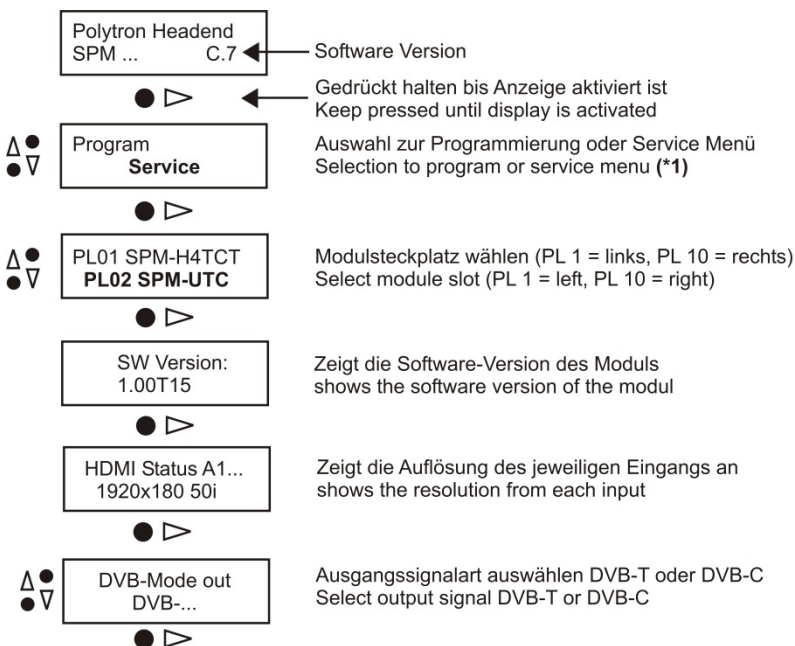 Polytron Headend
SPM ... C.7
Software Version
Gedrückt halten bis Anzeige aktiviert ist
Keep pressed until display is activated
Program
Service
Auswahl zur Programmierung oder Service Menü
Selection to program or service menu (*1)
PL01 SPM-H4TCT
PL02 SPM-UTC
Modulsteckplatz wählen (PL 1 = links, PL 10 = rechts)
Select module slot (PL 1 = left, PL 10 = right)
SW Version:
1.00T15
Zeigt die Software-Version des Moduls
shows the software version of the modul
HDMI Status A1...
1920x180 50i
Zeigt die Auflösung des jeweiligen Eingangs an
shows the resolution from each input
DVB-Mode out
DVB-...
Ausgangssignalart auswählen DVB-T oder DVB-C
Select output signal DVB-T or DVB-C